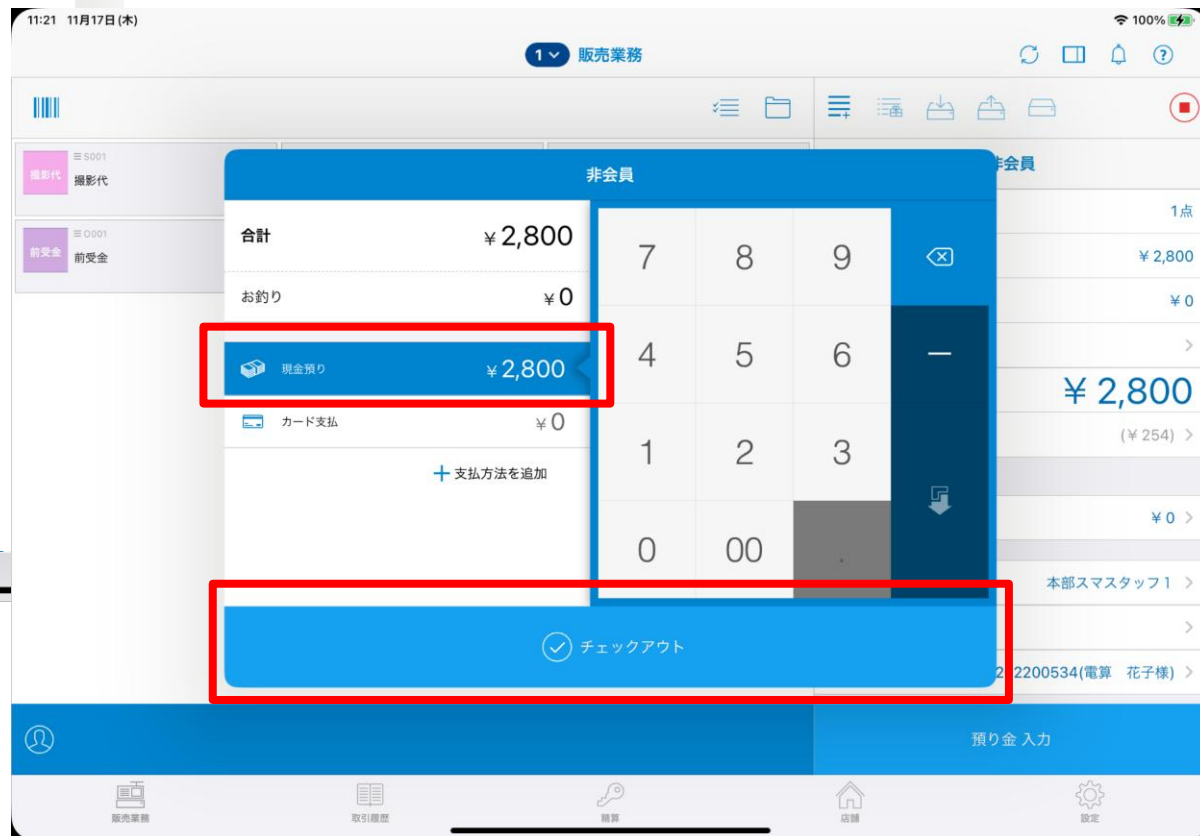 11:21 11月17日(木)
100%
1 販売業務
S001
撮影代
撮影代
0001
前受金
前受金
非会員
合計 ¥2,800
お釣り ¥0
現金預り ¥2,800
カード支払 ¥0
+支払方法を追加
7 8 9
4 5 6 −
1 2 3
0 00 .
チェックアウト
非会員
1点
¥2,800
¥0
¥2,800
(¥254)
¥0
本部スマスタッフ1
2200534(電算 花子様)
預り金 入力
販売業務
取引履歴
精算
店舗
設定